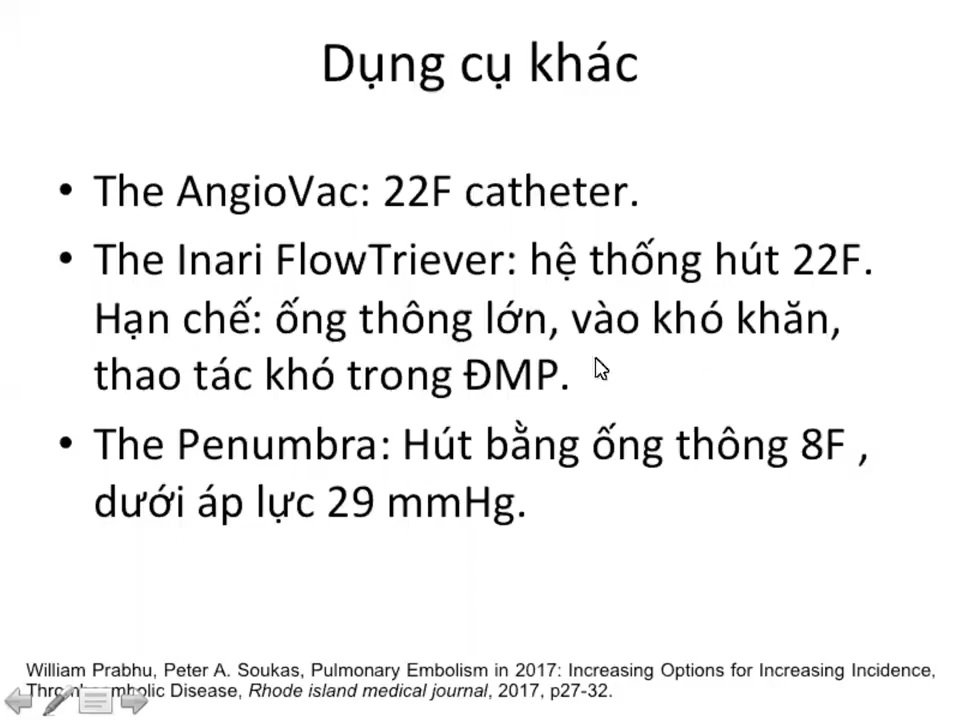 Dụng cụ khác
• The AngioVac: 22F catheter.
• The Inari FlowTriever: hệ thống hút 22F.
Hạn chế: ống thông lớn, vào khó khăn,
thao tác khó trong ĐMP.
• The Penumbra: Hút bằng ống thông 8F ,
dưới áp lực 29 mmHg.
William Prabhu, Peter A. Soukas, Pulmonary Embolism in 2017: Increasing Options for Increasing Incidence,
Disease, Rhode island medical journal, 2017, p27-32.